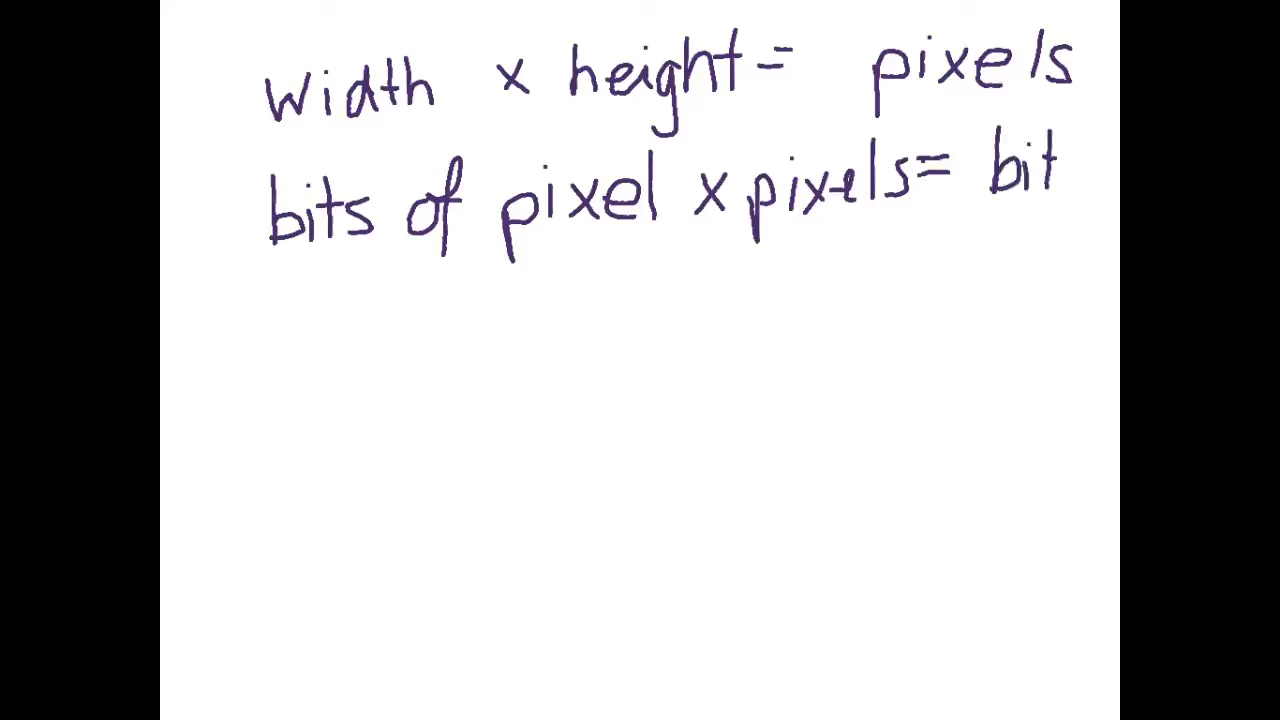 width x height = pixels
bits of pixel x pixels = bit